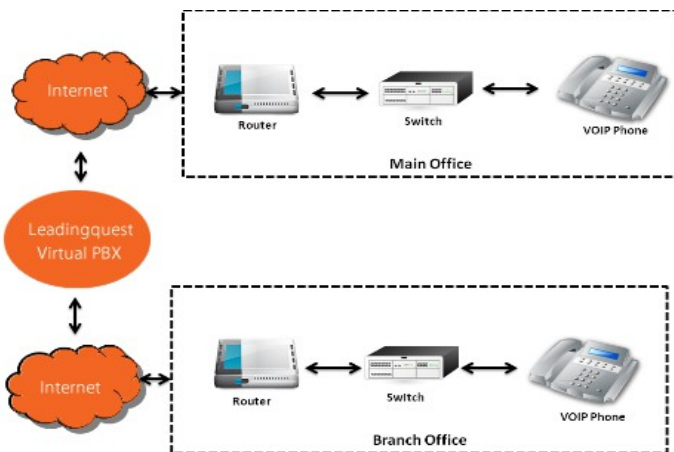 Internet
Router
Switch
VOIP Phone
Main Office
Leadingquest
Virtual PBX
Internet
Router
Switch
VOIP Phone
Branch Office